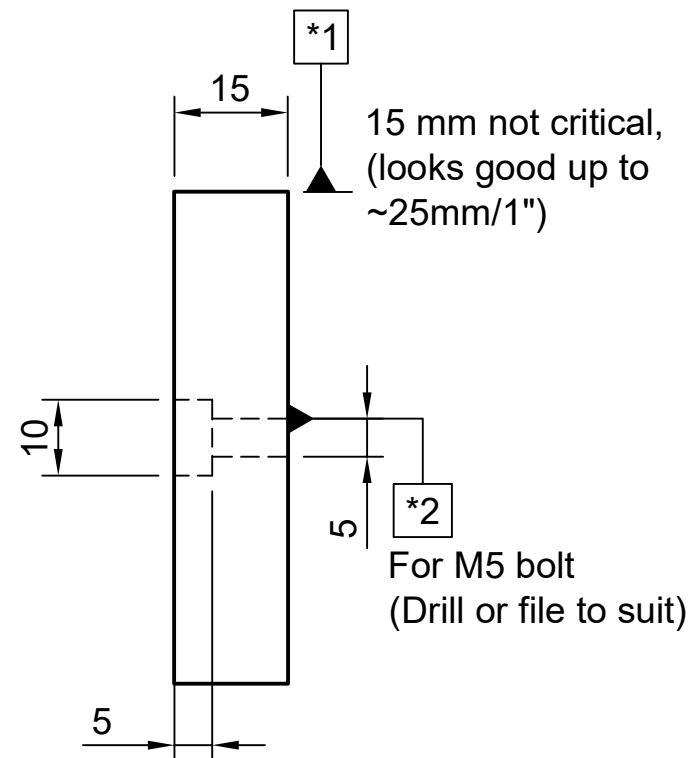 *1
15
15 mm not critical,
(looks good up to
~25mm/1")
10
5
*2
For M5 bolt
(Drill or file to suit)
5